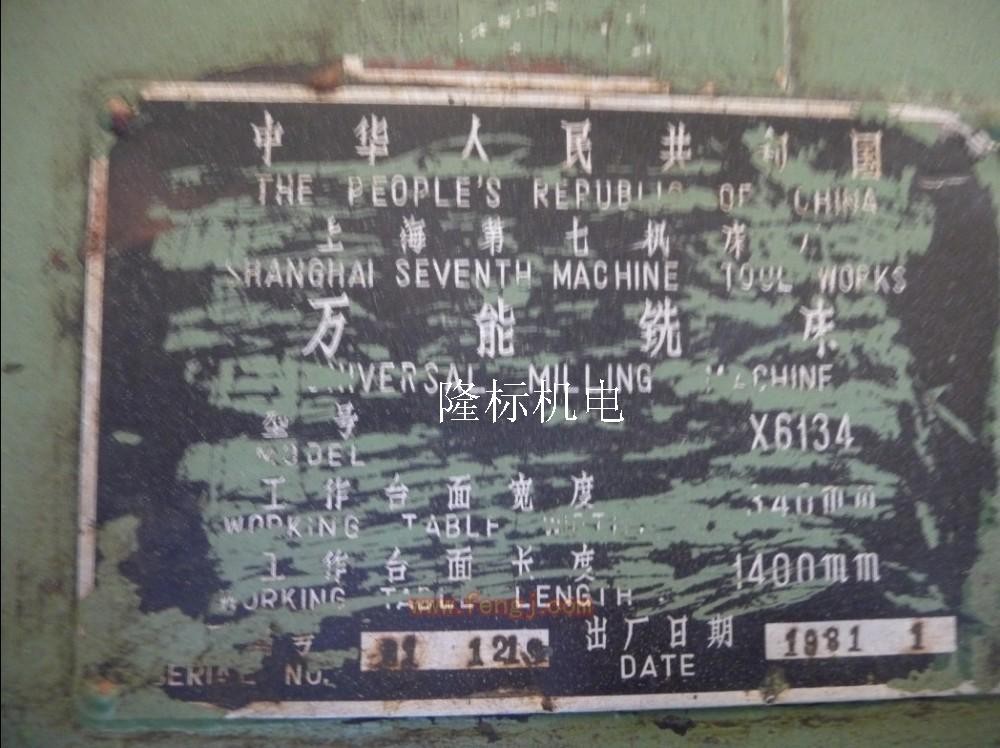 中华人民共和国
THE PEOPLE'S REPUBLIC OF CHINA
上海第七机床
SHANGHAI SEVENTH MACHINE TOOL WORKS
万能铣床
UNIVERSAL MILLING MACHINE
隆标机电
型号 X6134
MODEL
工作台面宽度 340mm
WORKING TABLE WIDTH
工作台面长度 1400mm
WORKING TABLE LENGTH
www.fengj.com
号 出厂日期 1981 1
SERIAL NO. DATE